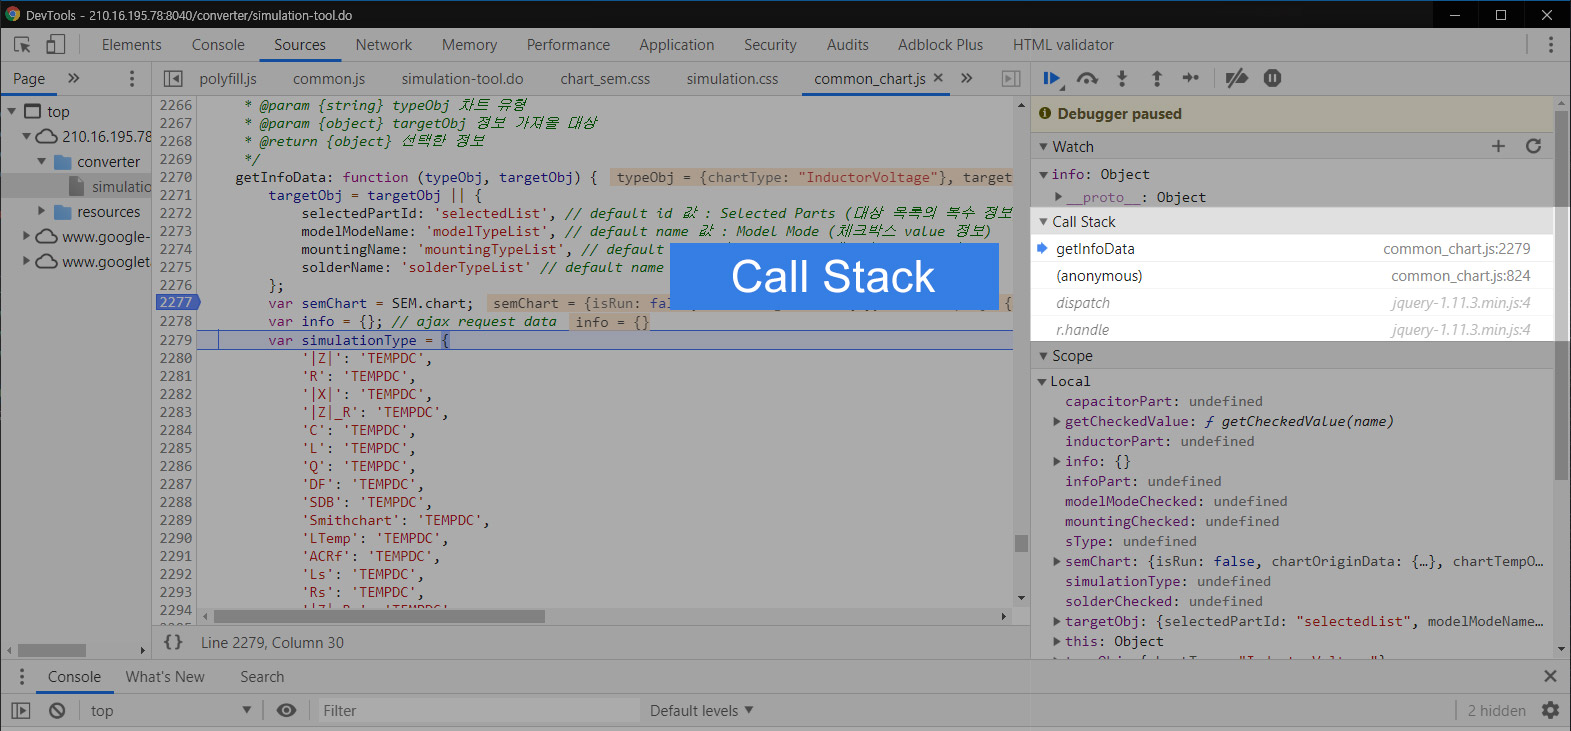 DevTools - 210.16.195.78:8040/converter/simulation-tool.do
Elements Console Sources Network Memory Performance Application Security Audits Adblock Plus HTML validator
Page
top
210.16.195.78
converter
simulatio
resources
www.google-
www.googleta
polyfill.js common.js simulation-tool.do chart_sem.css simulation.css common_chart.js
2266 * @param {string} typeObj 차트 유형
2267 * @param {object} targetObj 정보 가져올 대상
2268 * @return {object} 선택한 정보
2269 */
2270 getInfoData: function (typeObj, targetObj) { typeObj = {chartType: "InductorVoltage"}, target
2271 targetObj = targetObj || {
2272 selectedPartId: 'selectedList', // default id 값 : Selected Parts (대상 목록의 복수 정보
2273 modelModeName: 'modelTypeList', // default name 값 : Model Mode (체크박스 value 정보)
2274 mountingName: 'mountingTypeList', // default
2275 solderName: 'solderTypeList' // default name
2276 };
2277 var semChart = SEM.chart; semChart = {isRun: fal
2278 var info = {}; // ajax request data info = {}
2279 var simulationType = {
2280 '|Z|': 'TEMPDC',
2281 'R': 'TEMPDC',
2282 '|X|': 'TEMPDC',
2283 '|Z|_R': 'TEMPDC',
2284 'C': 'TEMPDC',
2285 'L': 'TEMPDC',
2286 'Q': 'TEMPDC',
2287 'DF': 'TEMPDC',
2288 'SDB': 'TEMPDC',
2289 'Smithchart': 'TEMPDC',
2290 'LTemp': 'TEMPDC',
2291 'ACRf': 'TEMPDC',
2292 'Ls': 'TEMPDC',
2293 'Rs': 'TEMPDC',
2294
Call Stack
{} Line 2279, Column 30
Debugger paused
Watch
info: Object
__proto__: Object
Call Stack
getInfoData common_chart.js:2279
(anonymous) common_chart.js:824
dispatch jquery-1.11.3.min.js:4
r.handle jquery-1.11.3.min.js:4
Scope
Local
capacitorPart: undefined
getCheckedValue: ƒ getCheckedValue(name)
inductorPart: undefined
info: {}
infoPart: undefined
modelModeChecked: undefined
mountingChecked: undefined
sType: undefined
semChart: {isRun: false, chartOriginData: {…}, chartTempO…
simulationType: undefined
solderChecked: undefined
targetObj: {selectedPartId: "selectedList", modelModeName…
this: Object
Console What's New Search
top Filter Default levels 2 hidden